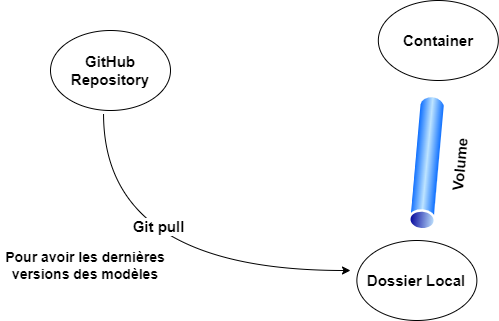 Container
GitHub
Repository
Volume
Git pull
Pour avoir les dernières
versions des modèles
Dossier Local